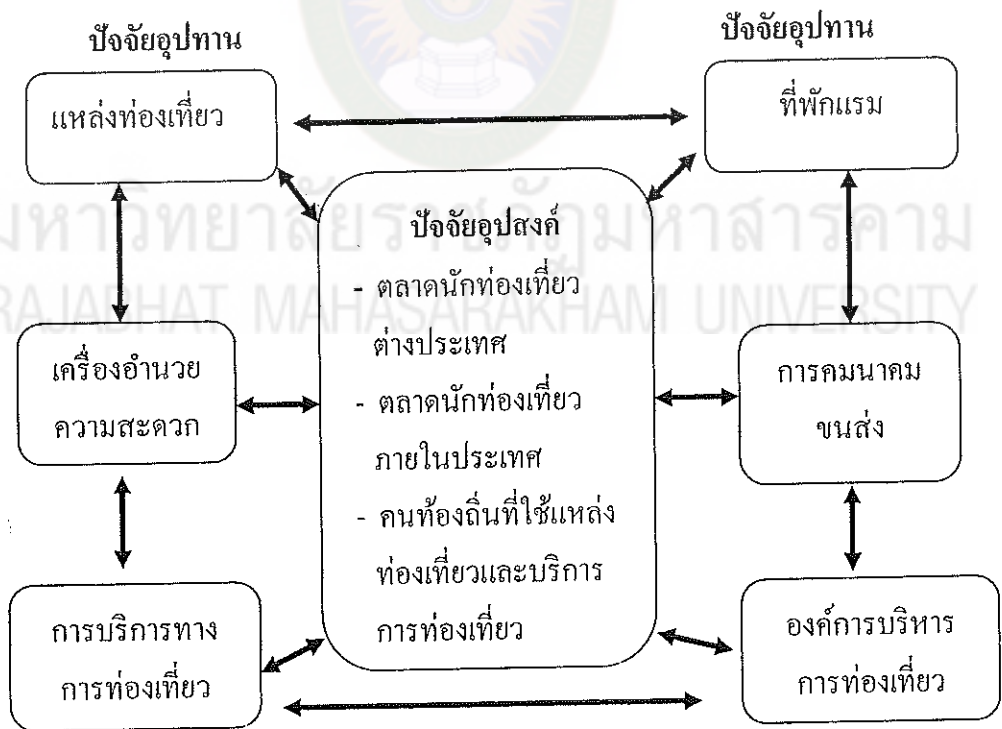 ปัจจัยอุปทาน
ปัจจัยอุปทาน
แหล่งท่องเที่ยว
ที่พักแรม
ปัจจัยอุปสงค์
- ตลาดนักท่องเที่ยว
ต่างประเทศ
- ตลาดนักท่องเที่ยว
ภายในประเทศ
- คนท้องถิ่นที่ใช้แหล่ง
ท่องเที่ยวและบริการ
การท่องเที่ยว
เครื่องอำนวย
ความสะดวก
การคมนาคม
ขนส่ง
การบริการทาง
การท่องเที่ยว
องค์การบริหาร
การท่องเที่ยว
มหาวิทยาลัยราชภัฏมหาสารคาม
RAJABHAT MAHASARAKHAM UNIVERSITY